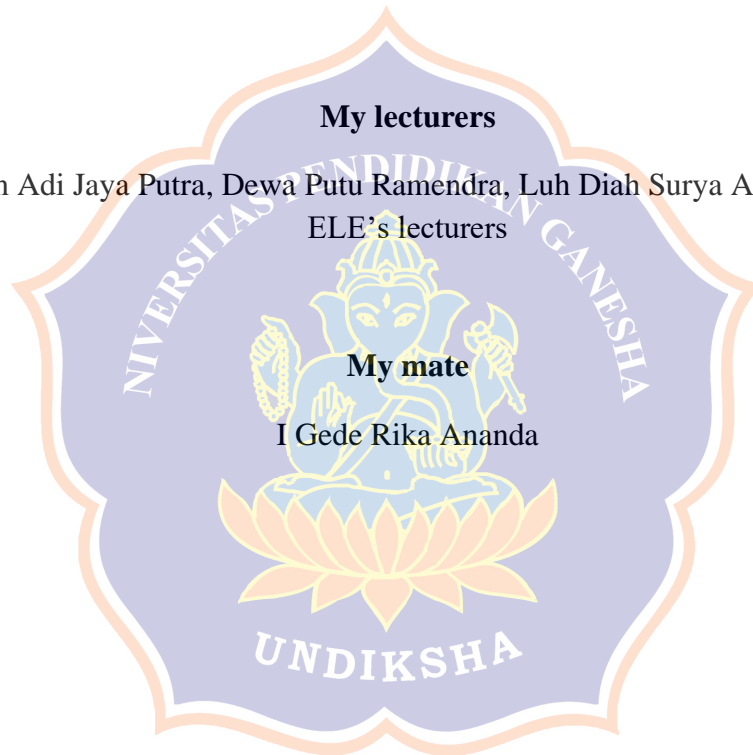 My lecturers
n Adi Jaya Putra, Dewa Putu Ramendra, Luh Diah Surya A
NIVERSITAS PENDIDIKAN GANESHA
ELE’s lecturers
My mate
I Gede Rika Ananda
UNDIKSHA